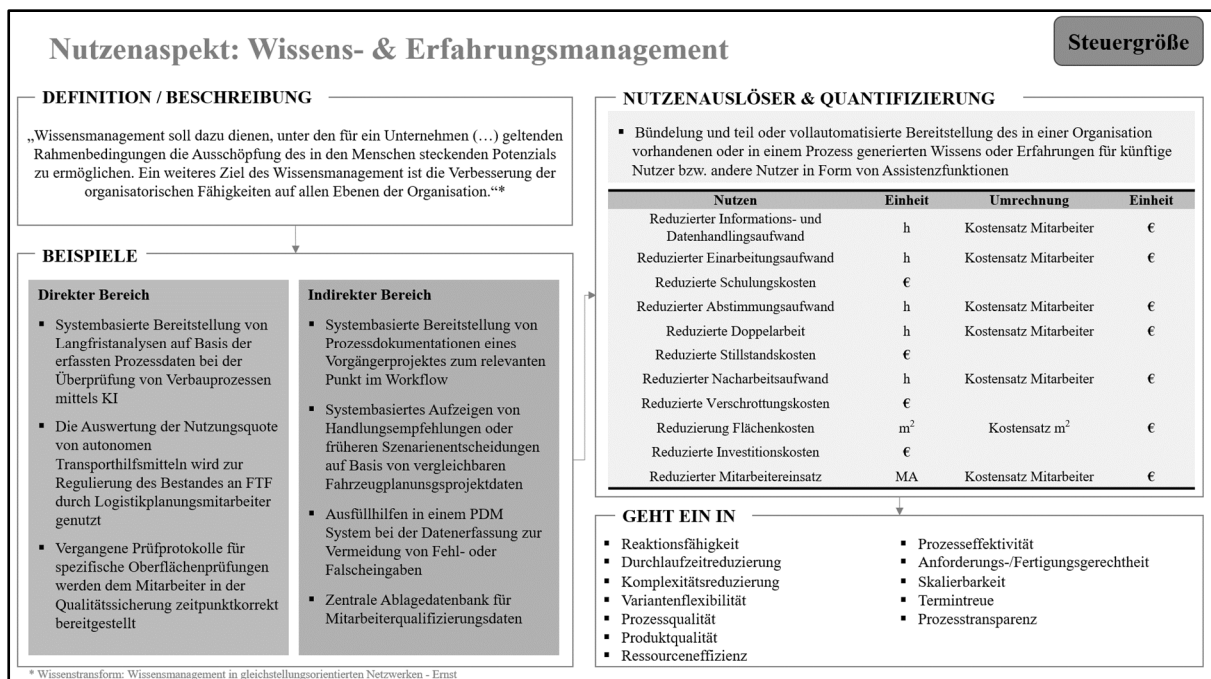 Nutzenaspekt: Wissens- & Erfahrungsmanagement
Steuergröße
DEFINITION / BESCHREIBUNG
„Wissensmanagement soll dazu dienen, unter den für ein Unternehmen (…) geltenden
Rahmenbedingungen die Ausschöpfung des in den Menschen steckenden Potenzials
zu ermöglichen. Ein weiteres Ziel des Wissensmanagement ist die Verbesserung der
organisatorischen Fähigkeiten auf allen Ebenen der Organisation.“*
BEISPIELE
Direkter Bereich
▪ Systembasierte Bereitstellung von
Langfristanalysen auf Basis der
erfassten Prozessdaten bei der
Überprüfung von Verbauprozessen
mittels KI
▪ Die Auswertung der Nutzungsquote
von autonomen
Transporthilfsmitteln wird zur
Regulierung des Bestandes an FTF
durch Logistikplanungsmitarbeiter
genutzt
▪ Vergangene Prüfprotokolle für
spezifische Oberflächenprüfungen
werden dem Mitarbeiter in der
Qualitätssicherung zeitpunktkorrekt
bereitgestellt
Indirekter Bereich
▪ Systembasierte Bereitstellung von
Prozessdokumentationen eines
Vorgängerprojektes zum relevanten
Punkt im Workflow
▪ Systembasiertes Aufzeigen von
Handlungsempfehlungen oder
früheren Szenarienentscheidungen
auf Basis von vergleichbaren
Fahrzeugplanunsprojektdaten
▪ Ausfüllhilfen in einem PDM
System bei der Datenerfassung zur
Vermeidung von Fehl- oder
Falscheingaben
▪ Zentrale Ablagedatenbank für
Mitarbeiterqualifizierungsdaten
NUTZENAUSLÖSER & QUANTIFIZIERUNG
▪ Bündelung und teil oder vollautomatisierte Bereitstellung des in einer Organisation
vorhandenen oder in einem Prozess generierten Wissens oder Erfahrungen für künftige
Nutzer bzw. andere Nutzer in Form von Assistenzfunktionen
Nutzen Einheit Umrechnung Einheit
Reduzierter Informations- und
Datenhandlingsaufwand h Kostensatz Mitarbeiter €
Reduzierter Einarbeitungsaufwand h Kostensatz Mitarbeiter €
Reduzierte Schulungskosten €
Reduzierter Abstimmungsaufwand h Kostensatz Mitarbeiter €
Reduzierte Doppelarbeit h Kostensatz Mitarbeiter €
Reduzierte Stillstandskosten €
Reduzierter Nacharbeitsaufwand h Kostensatz Mitarbeiter €
Reduzierte Verschrottungskosten €
Reduzierung Flächenkosten m² Kostensatz m² €
Reduzierte Investitionskosten €
Reduzierter Mitarbeitereinsatz MA Kostensatz Mitarbeiter €
GEHT EIN IN
▪ Reaktionsfähigkeit
▪ Durchlaufzeitreduzierung
▪ Komplexitätsreduzierung
▪ Variantenflexibilität
▪ Prozessqualität
▪ Produktqualität
▪ Ressourceneffizienz
▪ Prozesseffektivität
▪ Anforderungs-/Fertigungsgerechtheit
▪ Skalierbarkeit
▪ Termintreue
▪ Prozesstransparenz
* Wissenstransform: Wissensmanagement in gleichstellungsorientierten Netzwerken - Ernst